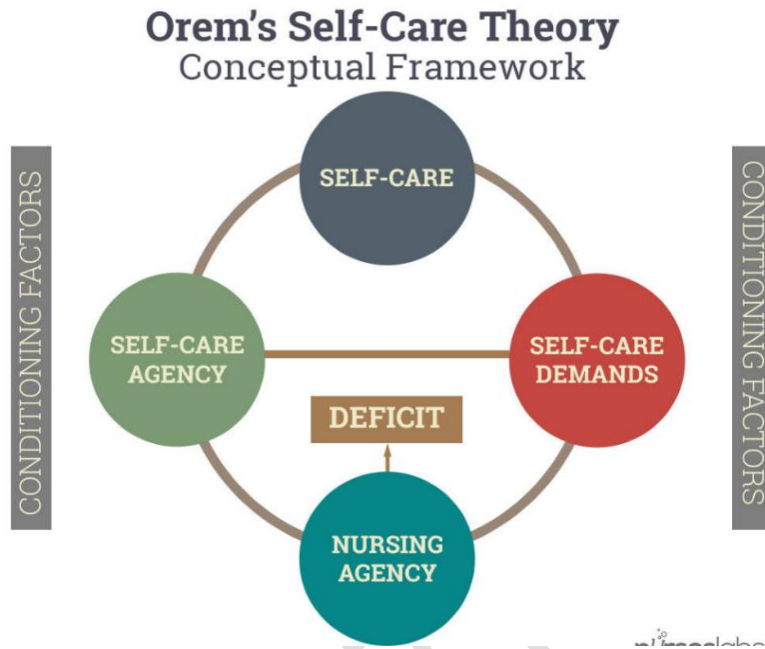 Orem's Self-Care Theory
Conceptual Framework
CONDITIONING FACTORS
SELF-CARE
SELF-CARE
AGENCY
SELF-CARE
DEMANDS
DEFICIT
NURSING
AGENCY
CONDITIONING FACTORS